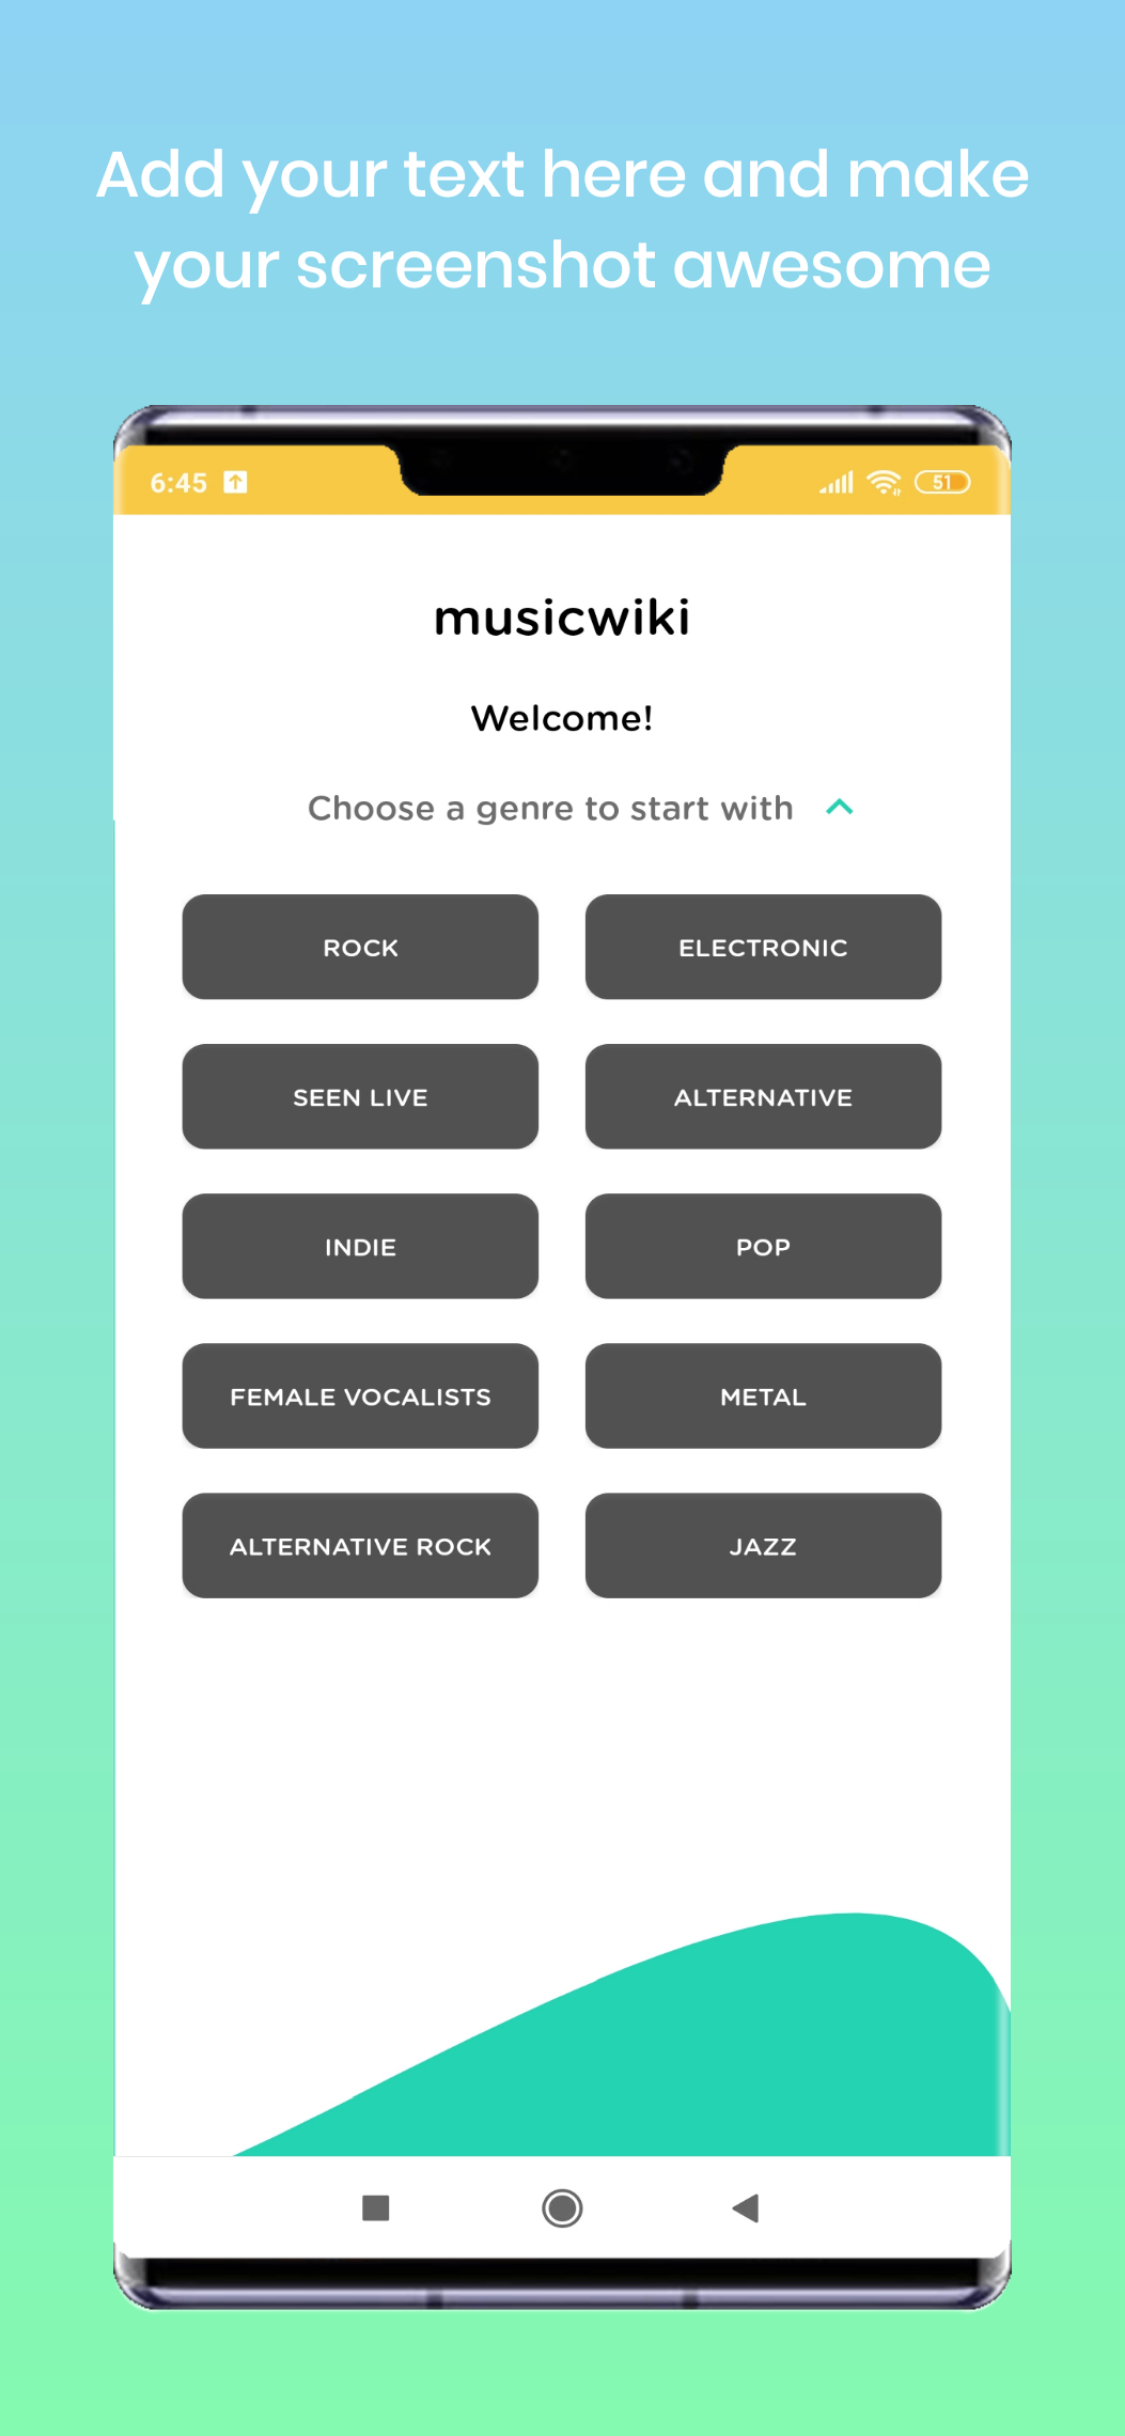 Add your text here and make
your screenshot awesome
6:45 51
musicwiki
Welcome!
Choose a genre to start with
ROCK ELECTRONIC
SEEN LIVE ALTERNATIVE
INDIE POP
FEMALE VOCALISTS METAL
ALTERNATIVE ROCK JAZZ